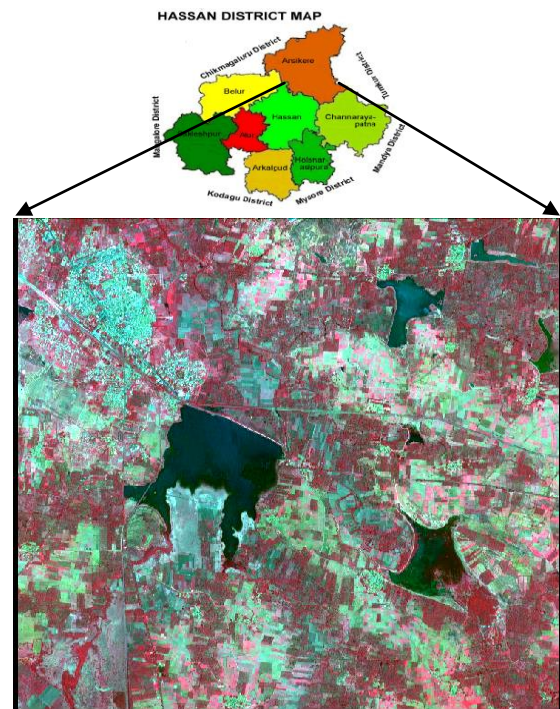 HASSAN DISTRICT MAP
Chikmagaluru District
Arsikere
Tumkur District
Belur
Mangalore District
Hassan
Channaraya-
patna
Alur
Mandya District
Arkalgud
Holenar-
asipura
Kodagu District
Mysore District